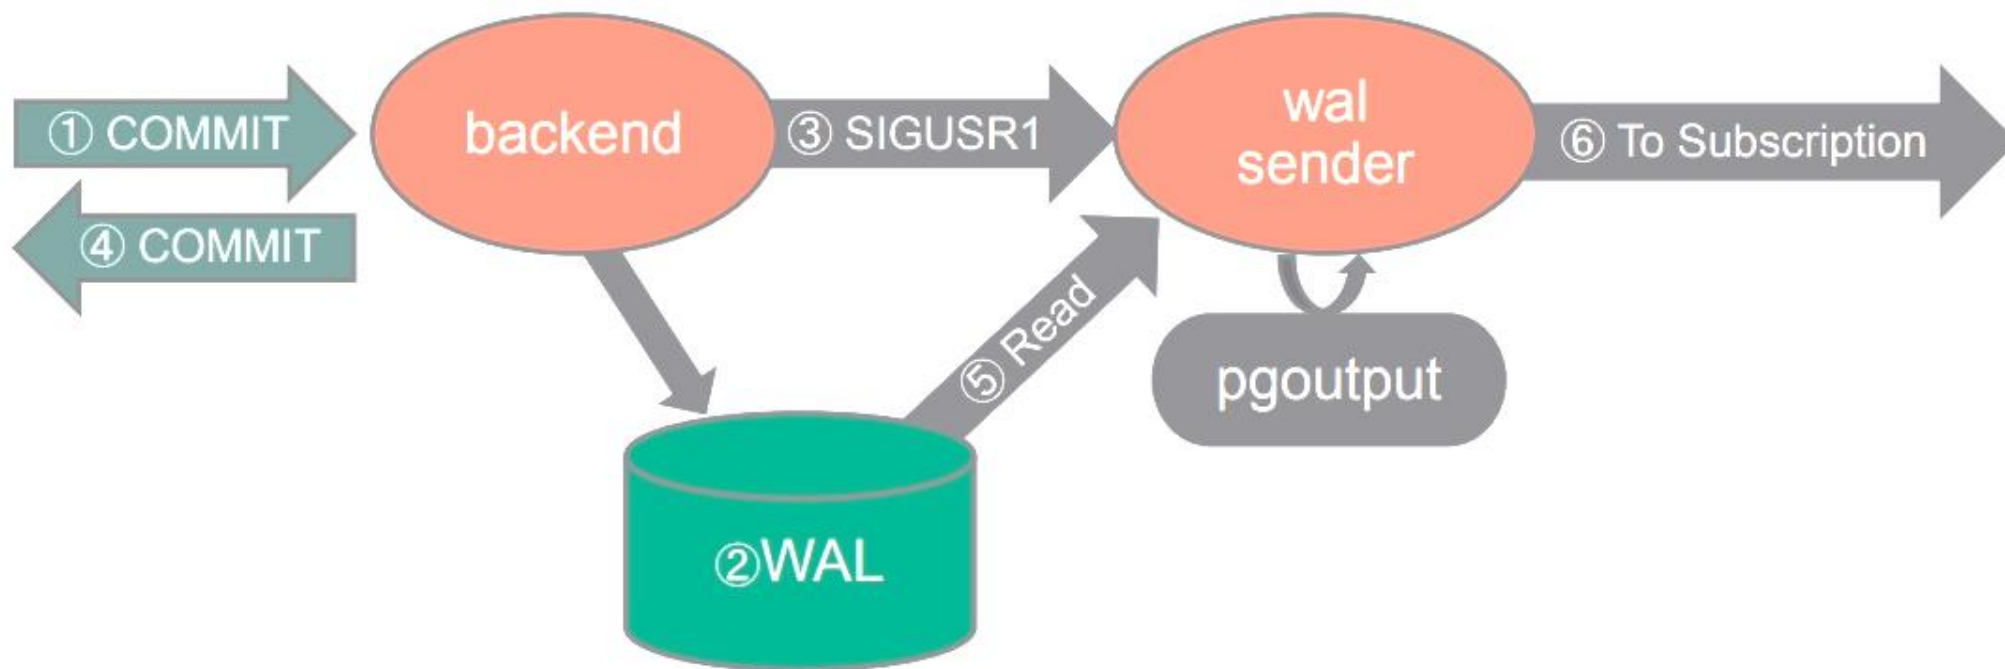 ① COMMIT
backend
③ SIGUSR1
wal
sender
⑥ To Subscription
④ COMMIT
⑤ Read
pgoutput
②WAL